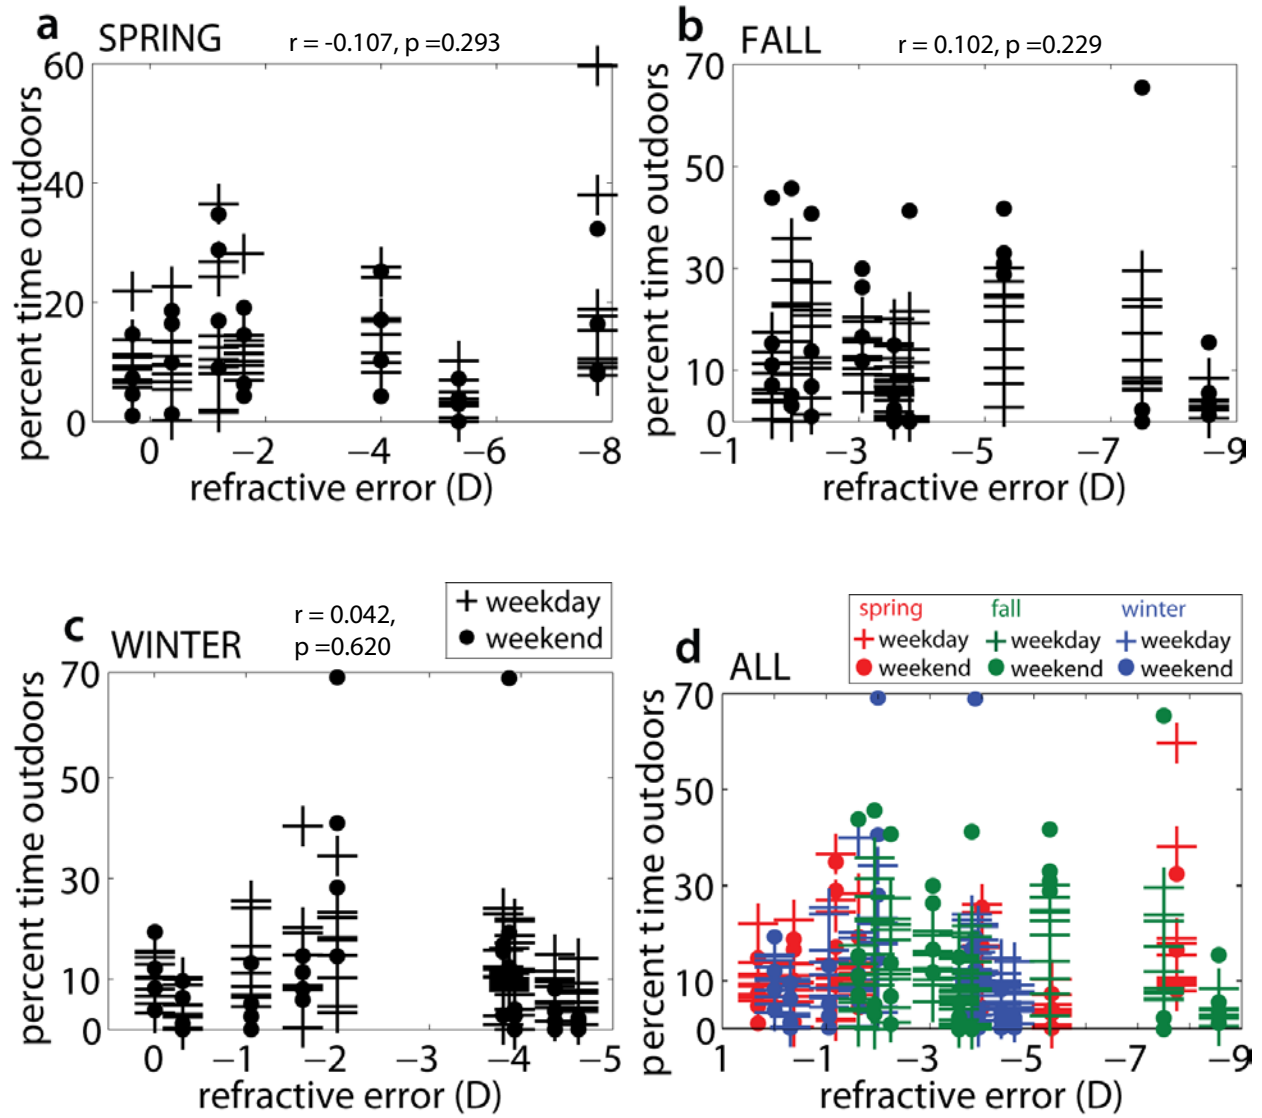 a SPRING r = -0.107, p =0.293
60
40
20
0
percent time outdoors
0 −2 −4 −6 −8
refractive error (D)
b FALL r = 0.102, p =0.229
70
50
30
10
0
percent time outdoors
−1 −3 −5 −7 −9
refractive error (D)
c WINTER r = 0.042,
p =0.620
weekday
weekend
70
50
30
10
0
percent time outdoors
0 −1 −2 −3 −4 −5
refractive error (D)
d ALL
spring fall winter
weekday weekday weekday
weekend weekend weekend
70
50
30
10
0
percent time outdoors
1 −1 −3 −5 −7 −9
refractive error (D)